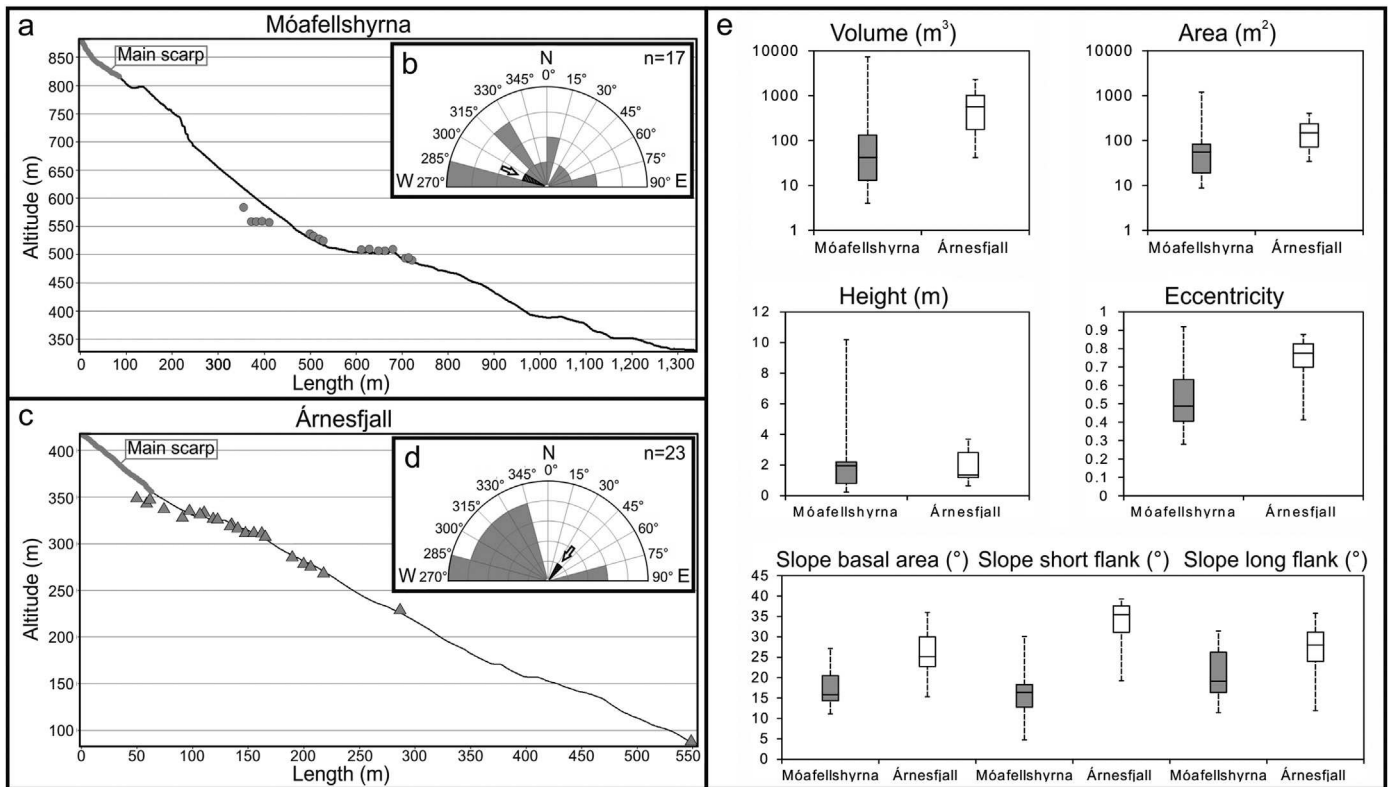 a
Móafellshyrna
Main scarp
Altitude (m)
850
800
750
700
650
600
550
500
450
400
350
0 100 200 300 400 500 600 700 800 900 1,000 1,100 1,200 1,300
Length (m)
b
n=17
N
345° 0° 15°
330° 30°
315° 45°
300° 60°
285° 75°
W 270° 90° E
c
Árnesfjall
Main scarp
Altitude (m)
400
350
300
250
200
150
100
0 50 100 150 200 250 300 350 400 450 500 550
Length (m)
d
n=23
N
345° 0° 15°
330° 30°
315° 45°
300° 60°
285° 75°
W 270° 90° E
e
Volume (m³)
10000
1000
100
10
1
Móafellshyrna Árnesfjall
Area (m²)
10000
1000
100
10
1
Móafellshyrna Árnesfjall
Height (m)
12
10
8
6
4
2
0
Móafellshyrna Árnesfjall
Eccentricity
1
0.9
0.8
0.7
0.6
0.5
0.4
0.3
0.2
0.1
0
Móafellshyrna Árnesfjall
Slope basal area (°) Slope short flank (°) Slope long flank (°)
45
40
35
30
25
20
15
10
5
0
Móafellshyrna Árnesfjall Móafellshyrna Árnesfjall Móafellshyrna Árnesfjall